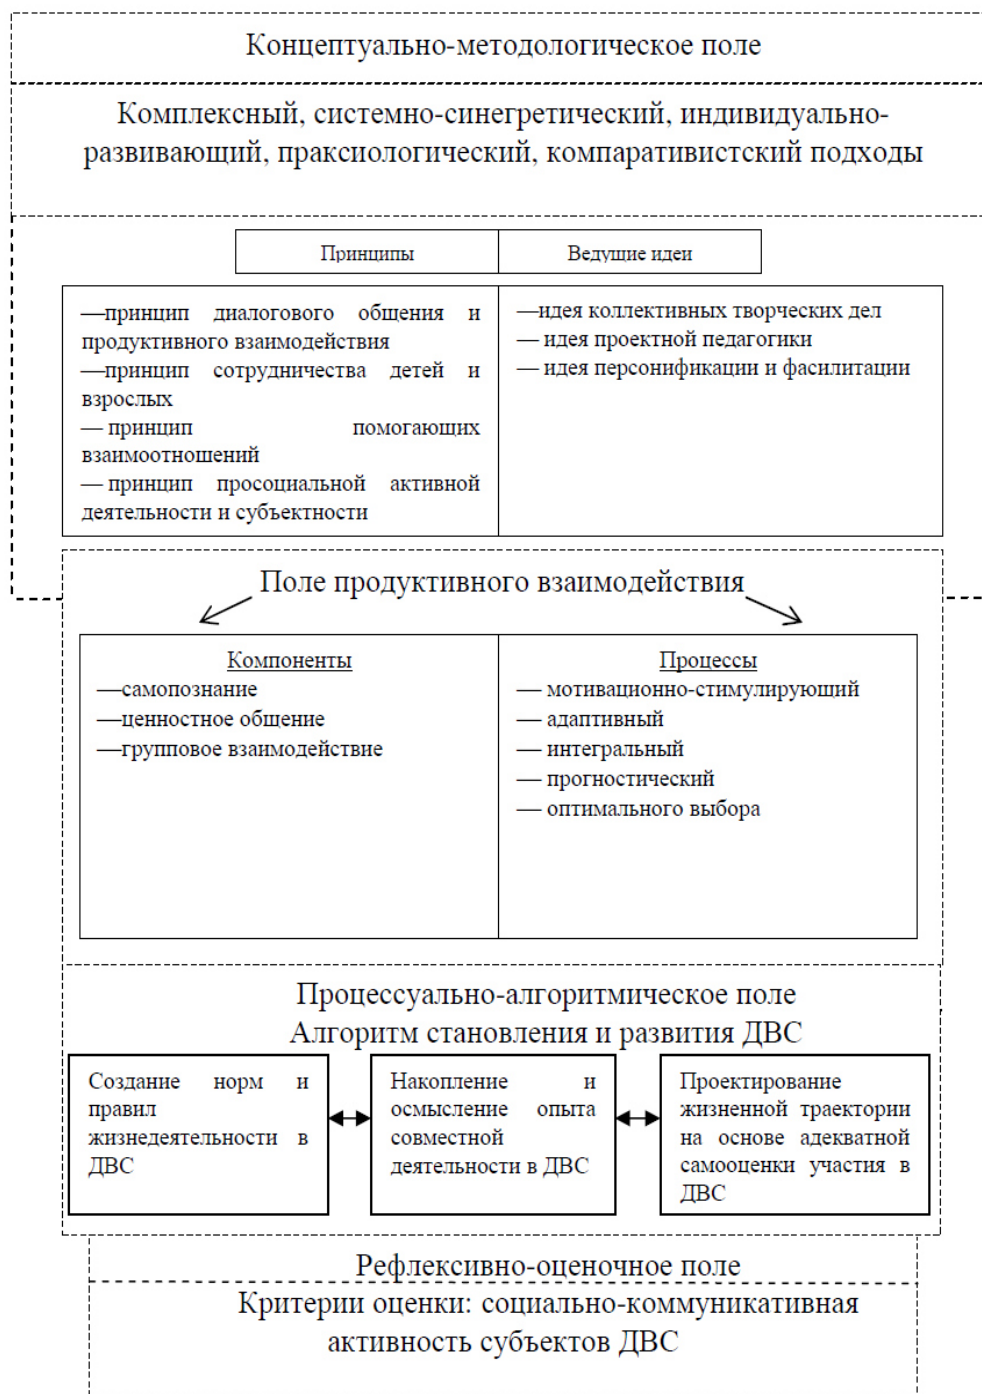 Концептуально-методологическое поле
Комплексный, системно-синегретический, индивидуально-
развивающий, праксиологический, компаративистский подходы
Принципы
Ведущие идеи
—принцип диалогового общения и
продуктивного взаимодействия
—принцип сотрудничества детей и
взрослых
— принцип помогающих
взаимоотношений
— принцип просоциальной активной
деятельности и субъектности
—идея коллективных творческих дел
— идея проектной педагогики
— идея персонификации и фасилитации
Поле продуктивного взаимодействия
Компоненты
—самопознание
—ценностное общение
—групповое взаимодействие
Процессы
— мотивационно-стимулирующий
— адаптивный
— интегральный
— прогностический
— оптимального выбора
Процессуально-алгоритмическое поле
Алгоритм становления и развития ДВС
Создание норм и
правил
жизнедеятельности в
ДВС
Накопление и
осмысление опыта
совместной
деятельности в ДВС
Проектирование
жизненной траектории
на основе адекватной
самооценки участия в
ДВС
Рефлексивно-оценочное поле
Критерии оценки: социально-коммуникативная
активность субъектов ДВС